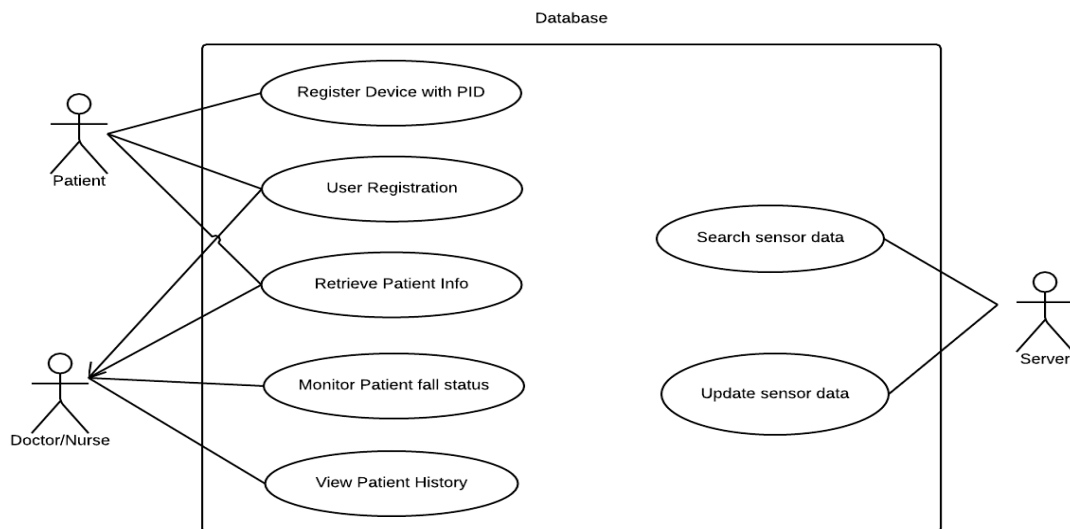 Database
Register Device with PID
Patient
User Registration
Search sensor data
Retrieve Patient Info
Server
Monitor Patient fall status
Update sensor data
Doctor/Nurse
View Patient History